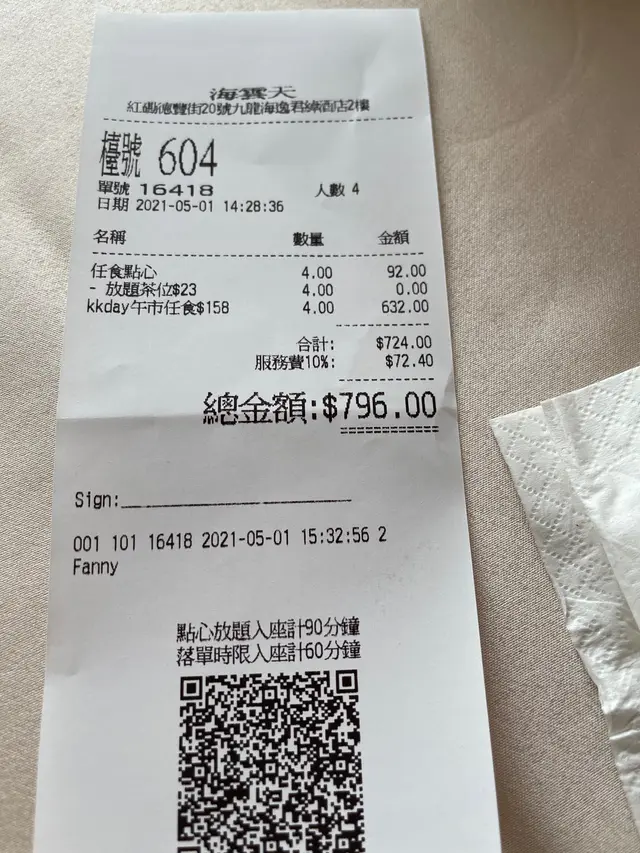 海雲天
紅磡德豐街20號九龍海逸君綽酒店2樓
檯號 604
單號 16418 人數 4
日期 2021-05-01 14:28:36
名稱 數量 金額
任食點心 4.00 92.00
- 放題茶位$23 4.00 0.00
kkday午市任食$158 4.00 632.00
合計: $724.00
服務費10%: $72.40
總金額:$796.00
Sign:
001 101 16418 2021-05-01 15:32:56 2
Fanny
點心放題入座計90分鐘
落單時限入座計60分鐘